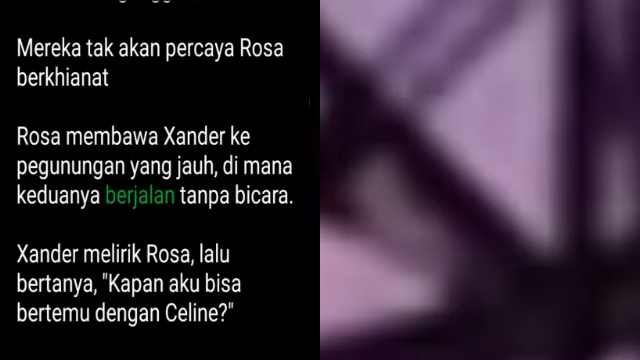 Mereka tak akan percaya Rosa
berkhianat
Rosa membawa Xander ke
pegunungan yang jauh, di mana
keduanya berjalan tanpa bicara.
Xander melirik Rosa, lalu
bertanya, "Kapan aku bisa
bertemu dengan Celine?"